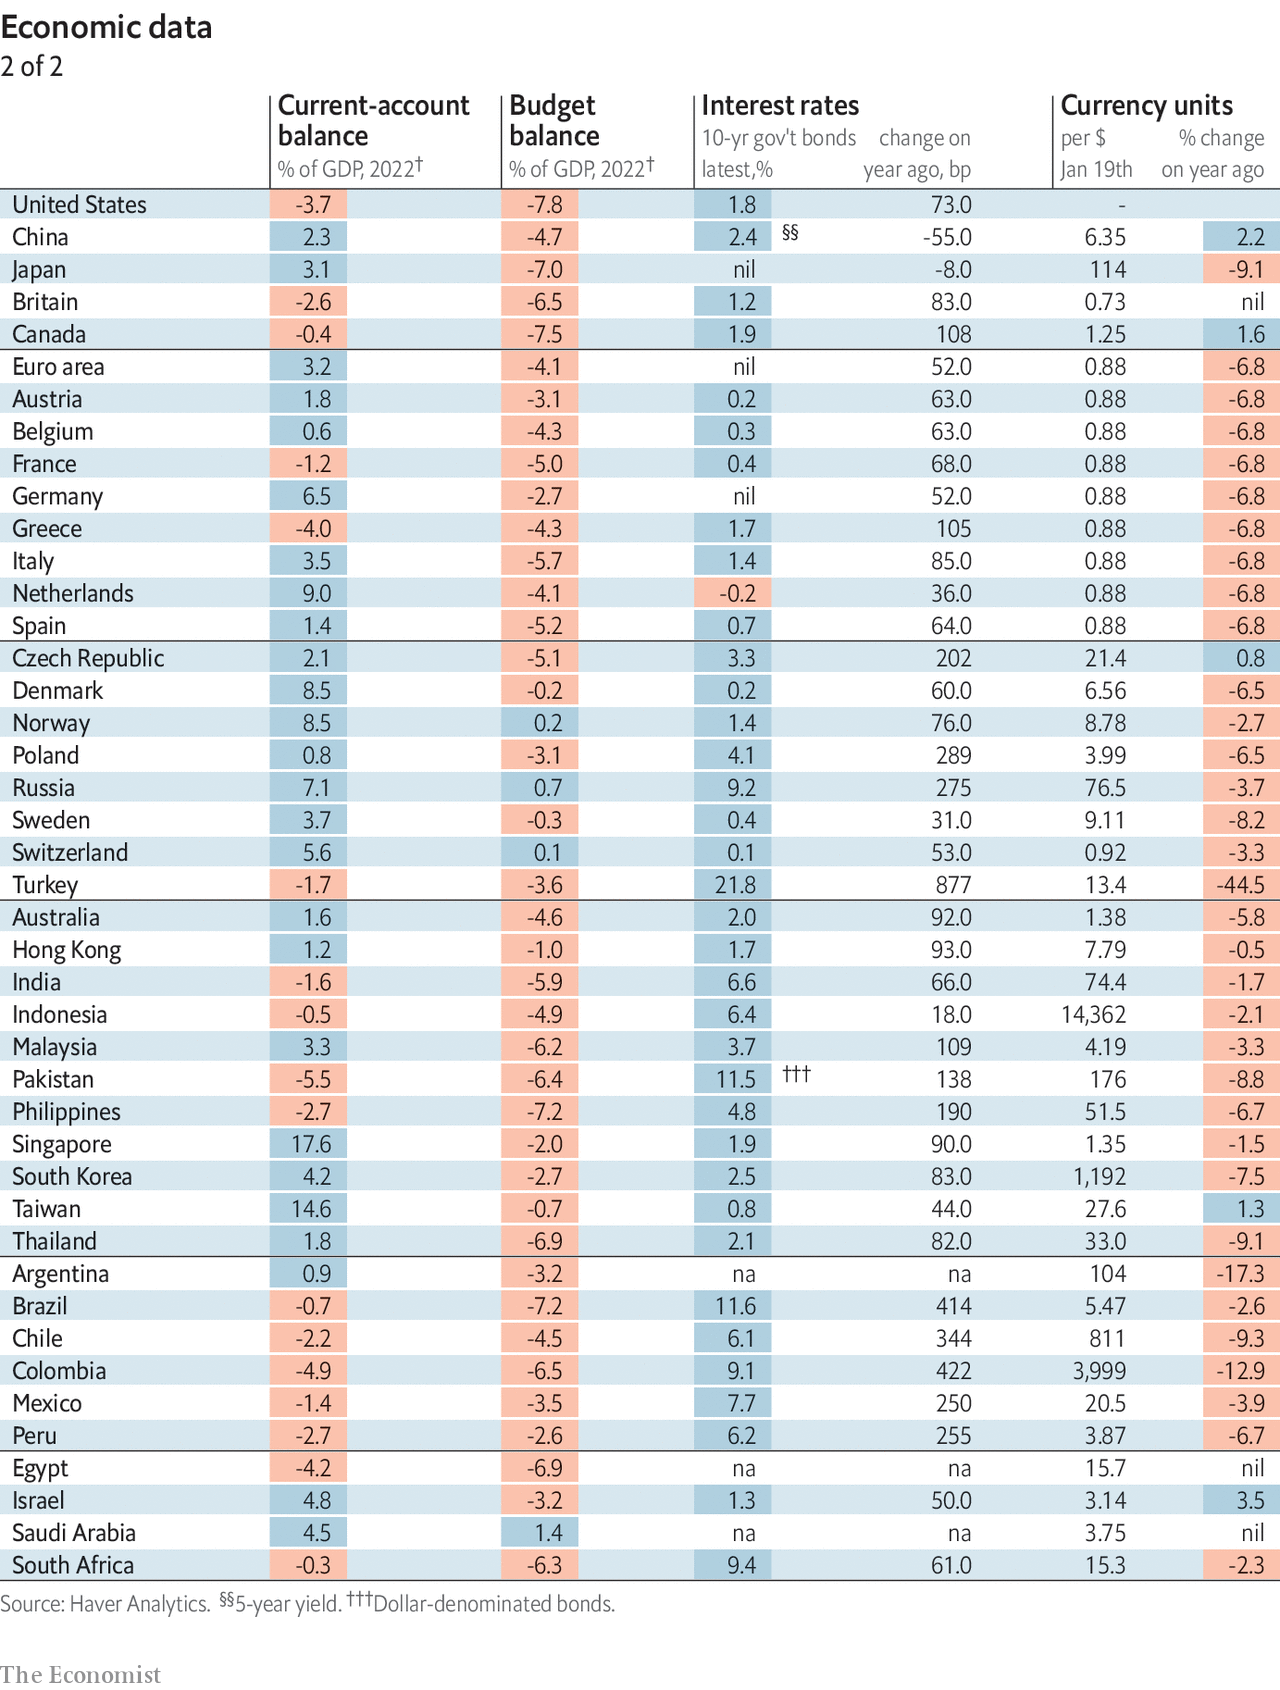 Economic data
2 of 2
Current-account balance Budget balance Interest rates Currency units
% of GDP, 2022† % of GDP, 2022† 10-yr gov't bonds latest,% change on year ago, bp per $ Jan 19th % change on year ago
United States -3.7 -7.8 1.8 73.0 -
China 2.3 -4.7 2.4 §§ -55.0 6.35 2.2
Japan 3.1 -7.0 nil -8.0 114 -9.1
Britain -2.6 -6.5 1.2 83.0 0.73 nil
Canada -0.4 -7.5 1.9 108 1.25 1.6
Euro area 3.2 -4.1 nil 52.0 0.88 -6.8
Austria 1.8 -3.1 0.2 63.0 0.88 -6.8
Belgium 0.6 -4.3 0.3 63.0 0.88 -6.8
France -1.2 -5.0 0.4 68.0 0.88 -6.8
Germany 6.5 -2.7 nil 52.0 0.88 -6.8
Greece -4.0 -4.3 1.7 105 0.88 -6.8
Italy 3.5 -5.7 1.4 85.0 0.88 -6.8
Netherlands 9.0 -4.1 -0.2 36.0 0.88 -6.8
Spain 1.4 -5.2 0.7 64.0 0.88 -6.8
Czech Republic 2.1 -5.1 3.3 202 21.4 0.8
Denmark 8.5 -0.2 0.2 60.0 6.56 -6.5
Norway 8.5 0.2 1.4 76.0 8.78 -2.7
Poland 0.8 -3.1 4.1 289 3.99 -6.5
Russia 7.1 0.7 9.2 275 76.5 -3.7
Sweden 3.7 -0.3 0.4 31.0 9.11 -8.2
Switzerland 5.6 0.1 0.1 53.0 0.92 -3.3
Turkey -1.7 -3.6 21.8 877 13.4 -44.5
Australia 1.6 -4.6 2.0 92.0 1.38 -5.8
Hong Kong 1.2 -1.0 1.7 93.0 7.79 -0.5
India -1.6 -5.9 6.6 66.0 74.4 -1.7
Indonesia -0.5 -4.9 6.4 18.0 14,362 -2.1
Malaysia 3.3 -6.2 3.7 109 4.19 -3.3
Pakistan -5.5 -6.4 11.5 ††† 138 176 -8.8
Philippines -2.7 -7.2 4.8 190 51.5 -6.7
Singapore 17.6 -2.0 1.9 90.0 1.35 -1.5
South Korea 4.2 -2.7 2.5 83.0 1,192 -7.5
Taiwan 14.6 -0.7 0.8 44.0 27.6 1.3
Thailand 1.8 -6.9 2.1 82.0 33.0 -9.1
Argentina 0.9 -3.2 na na 104 -17.3
Brazil -0.7 -7.2 11.6 414 5.47 -2.6
Chile -2.2 -4.5 6.1 344 811 -9.3
Colombia -4.9 -6.5 9.1 422 3,999 -12.9
Mexico -1.4 -3.5 7.7 250 20.5 -3.9
Peru -2.7 -2.6 6.2 255 3.87 -6.7
Egypt -4.2 -6.9 na na 15.7 nil
Israel 4.8 -3.2 1.3 50.0 3.14 3.5
Saudi Arabia 4.5 1.4 na na 3.75 nil
South Africa -0.3 -6.3 9.4 61.0 15.3 -2.3
Source: Haver Analytics. §§5-year yield. †††Dollar-denominated bonds.
The Economist